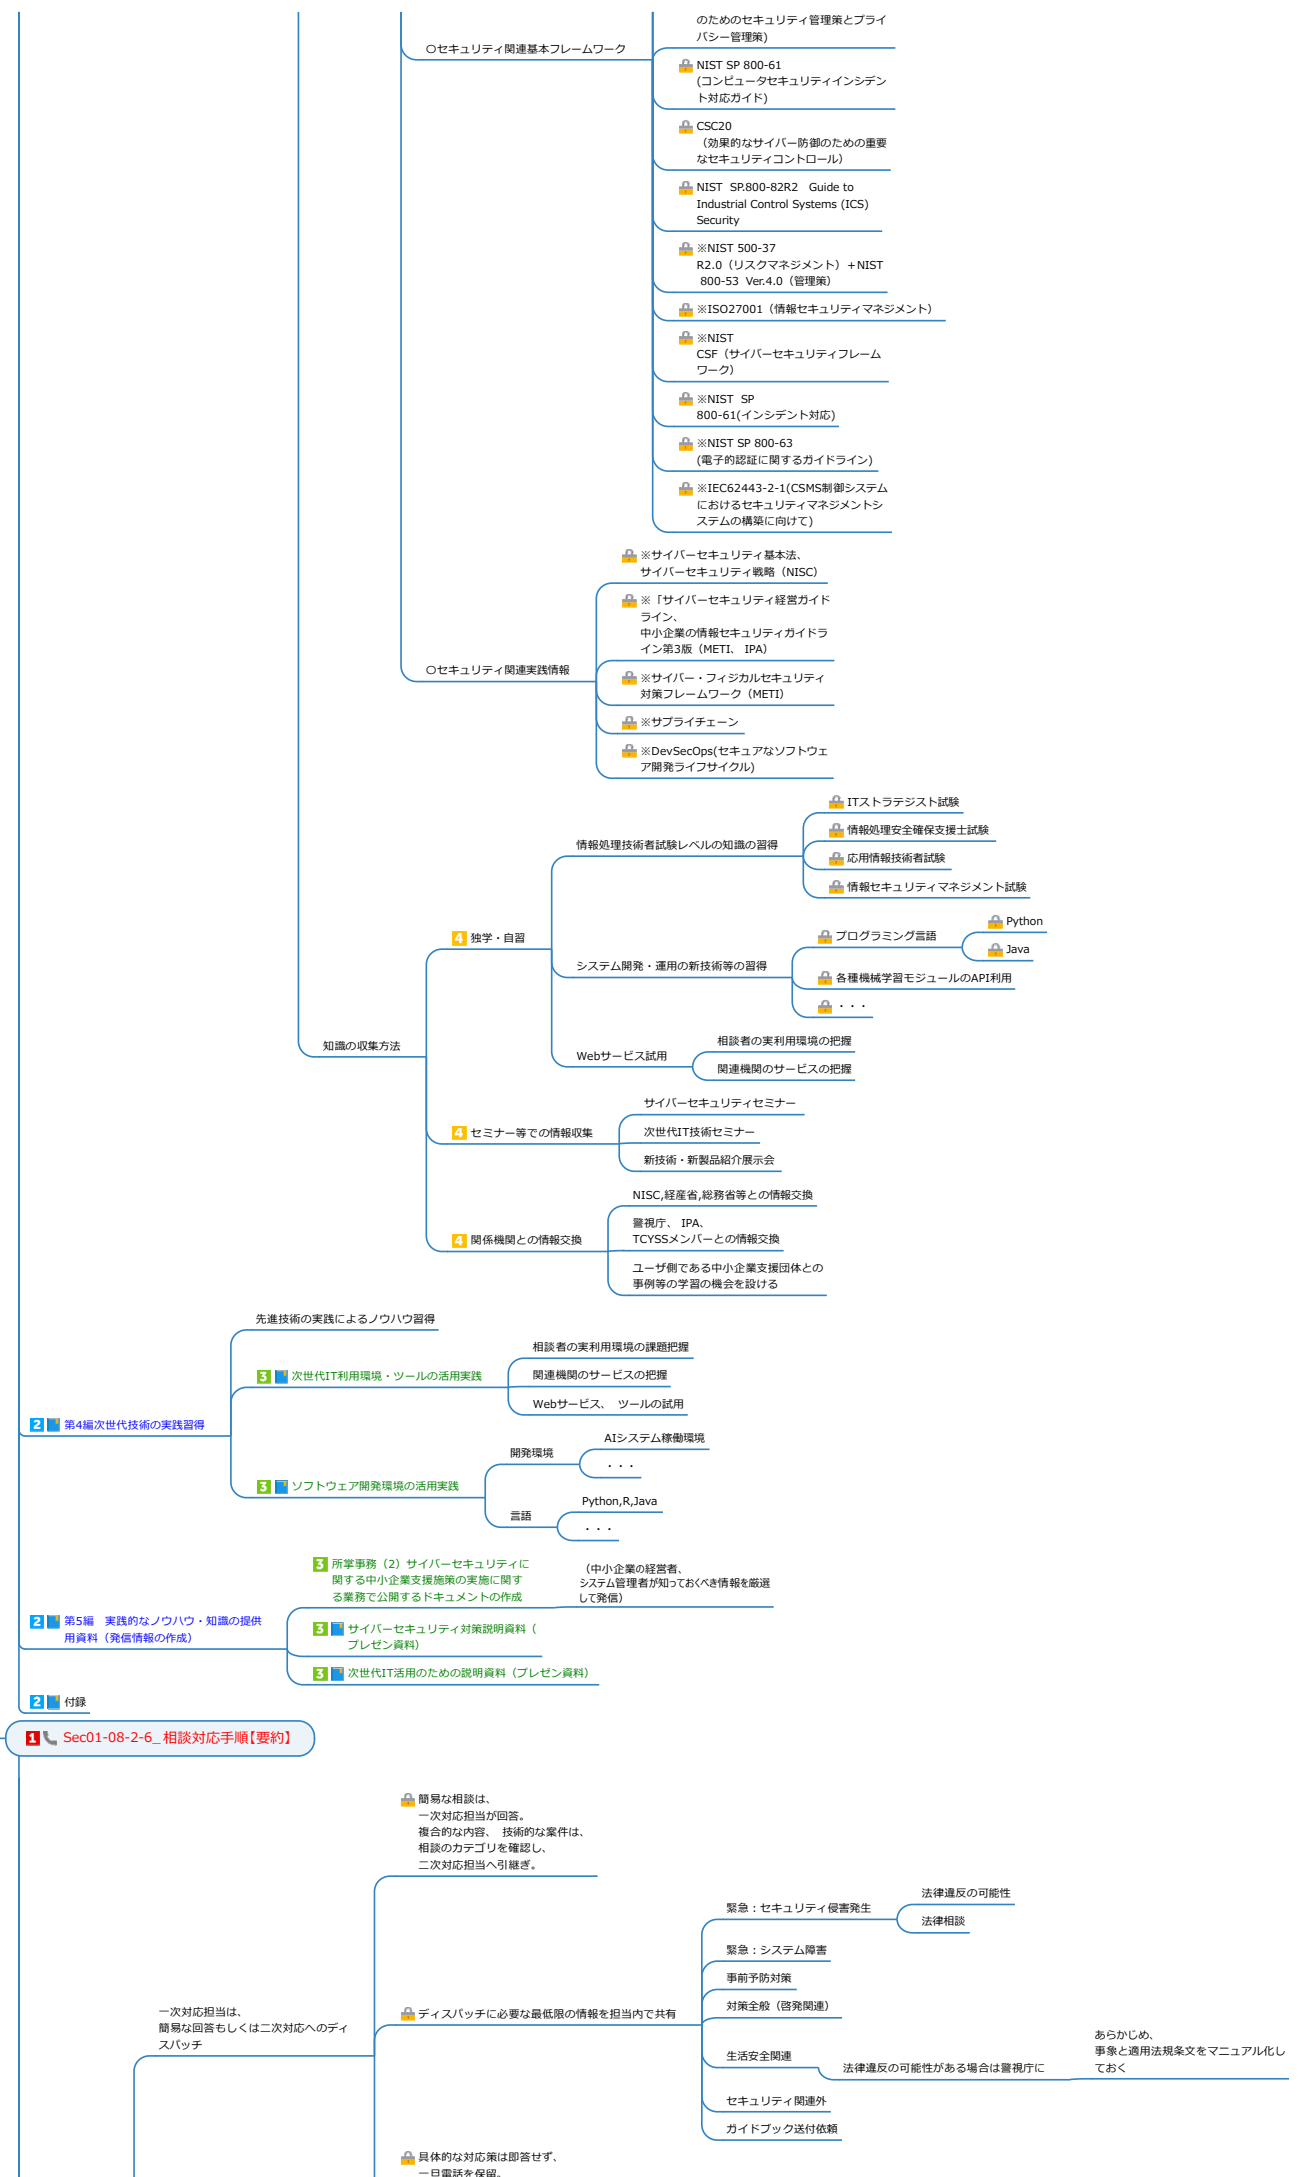 のためのセキュリティ管理策とプライ
バシー管理策)
〇セキュリティ関連基本フレームワーク
NIST SP 800-61
(コンピュータセキュリティインシデン
ト対応ガイド)
CSC20
（効果的なサイバー防御のための重要
なセキュリティコントロール）
NIST SP.800-82R2 Guide to
Industrial Control Systems (ICS)
Security
※NIST 500-37
R2.0（リスクマネジメント）+NIST
800-53 Ver.4.0（管理策）
※ISO27001（情報セキュリティマネジメント）
※NIST
CSF（サイバーセキュリティフレーム
ワーク）
※NIST SP
800-61(インシデント対応)
※NIST SP 800-63
(電子的認証に関するガイドライン)
※IEC62443-2-1(CSMS制御システム
におけるセキュリティマネジメントシ
ステムの構築に向けて)
〇セキュリティ関連実践情報
※サイバーセキュリティ基本法、
サイバーセキュリティ戦略（NISC）
※「サイバーセキュリティ経営ガイド
ライン、
中小企業の情報セキュリティガイドラ
イン第3版（METI、 IPA）
※サイバー・フィジカルセキュリティ
対策フレームワーク（METI）
※サプライチェーン
※DevSecOps(セキュアなソフトウェ
ア開発ライフサイクル)
知識の収集方法
4 独学・自習
情報処理技術者試験レベルの知識の習得
ITストラテジスト試験
情報処理安全確保支援士試験
応用情報技術者試験
情報セキュリティマネジメント試験
システム開発・運用の新技術等の習得
プログラミング言語
Python
Java
各種機械学習モジュールのAPI利用
・・・
Webサービス試用
相談者の実利用環境の把握
関連機関のサービスの把握
4 セミナー等での情報収集
サイバーセキュリティセミナー
次世代IT技術セミナー
新技術・新製品紹介展示会
4 関係機関との情報交換
NISC,経産省,総務省等との情報交換
警視庁、 IPA、
TCYSSメンバーとの情報交換
ユーザ側である中小企業支援団体との
事例等の学習の機会を設ける
2 第4編次世代技術の実践習得
先進技術の実践によるノウハウ習得
3 次世代IT利用環境・ツールの活用実践
相談者の実利用環境の課題把握
関連機関のサービスの把握
Webサービス、 ツールの試用
3 ソフトウェア開発環境の活用実践
開発環境
AIシステム稼働環境
・・・
言語
Python,R,Java
・・・
2 第5編 実践的なノウハウ・知識の提供
用資料（発信情報の作成）
3 所掌事務（2）サイバーセキュリティに
関する中小企業支援施策の実施に関す
る業務で公開するドキュメントの作成
（中小企業の経営者、
システム管理者が知っておくべき情報を厳選
して発信）
3 サイバーセキュリティ対策説明資料（
プレゼン資料）
3 次世代IT活用のための説明資料（プレゼン資料）
2 付録
1 Sec01-08-2-6_相談対応手順【要約】
一次対応担当は、
簡易な回答もしくは二次対応へのディ
スパッチ
簡易な相談は、
一次対応担当が回答。
複合的な内容、 技術的な案件は、
相談のカテゴリを確認し、
二次対応担当へ引継ぎ。
ディスパッチに必要な最低限の情報を担当内で共有
緊急：セキュリティ侵害発生
法律違反の可能性
法律相談
緊急：システム障害
事前予防対策
対策全般（啓発関連）
生活安全関連
法律違反の可能性がある場合は警視庁に
あらかじめ、
事象と適用法規条文をマニュアル化し
ておく
セキュリティ関連外
ガイドブック送付依頼
具体的な対応策は即答せず、
一旦電話を保留。